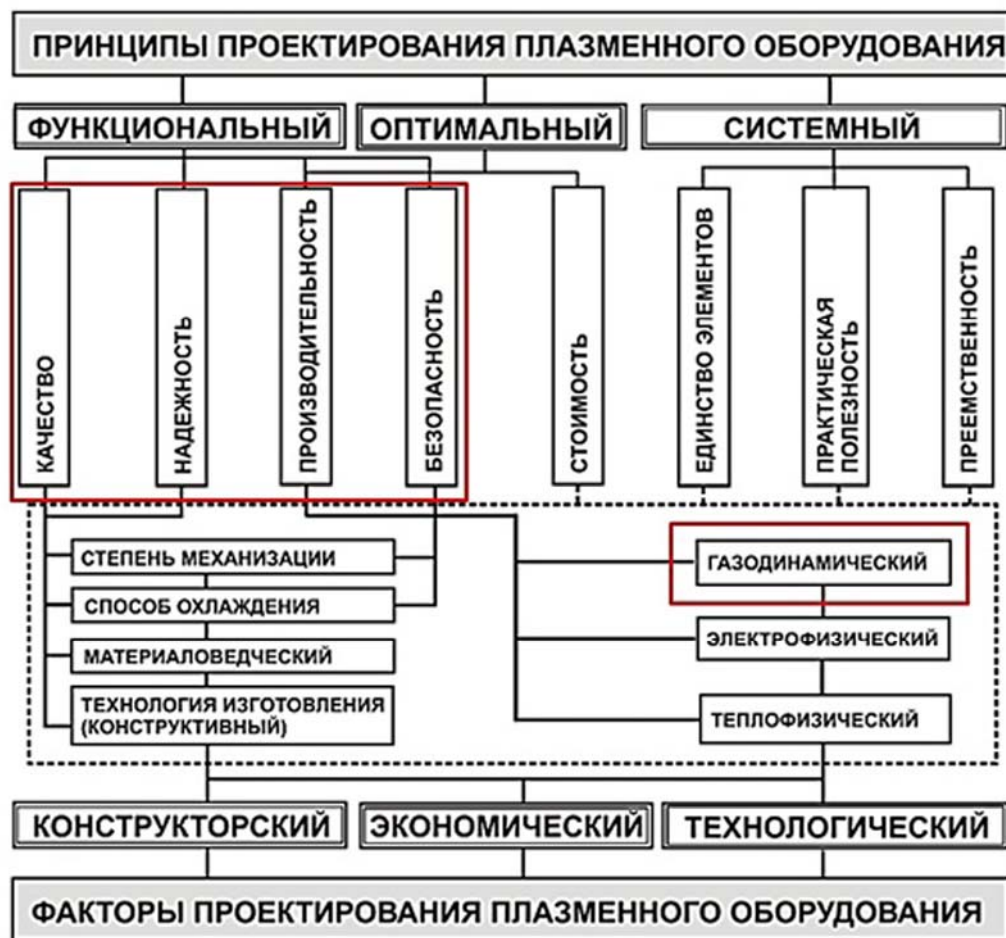 ПРИНЦИПЫ ПРОЕКТИРОВАНИЯ ПЛАЗМЕННОГО ОБОРУДОВАНИЯ
ФУНКЦИОНАЛЬНЫЙ
ОПТИМАЛЬНЫЙ
СИСТЕМНЫЙ
КАЧЕСТВО
НАДЕЖНОСТЬ
ПРОИЗВОДИТЕЛЬНОСТЬ
БЕЗОПАСНОСТЬ
СТОИМОСТЬ
ЕДИНСТВО ЭЛЕМЕНТОВ
ПРАКТИЧЕСКАЯ
ПОЛЕЗНОСТЬ
ПРЕЕМСТВЕННОСТЬ
СТЕПЕНЬ МЕХАНИЗАЦИИ
СПОСОБ ОХЛАЖДЕНИЯ
МАТЕРИАЛОВЕДЧЕСКИЙ
ТЕХНОЛОГИЯ ИЗГОТОВЛЕНИЯ
(КОНСТРУКТИВНЫЙ)
ГАЗОДИНАМИЧЕСКИЙ
ЭЛЕКТРОФИЗИЧЕСКИЙ
ТЕПЛОФИЗИЧЕСКИЙ
КОНСТРУКТОРСКИЙ
ЭКОНОМИЧЕСКИЙ
ТЕХНОЛОГИЧЕСКИЙ
ФАКТОРЫ ПРОЕКТИРОВАНИЯ ПЛАЗМЕННОГО ОБОРУДОВАНИЯ